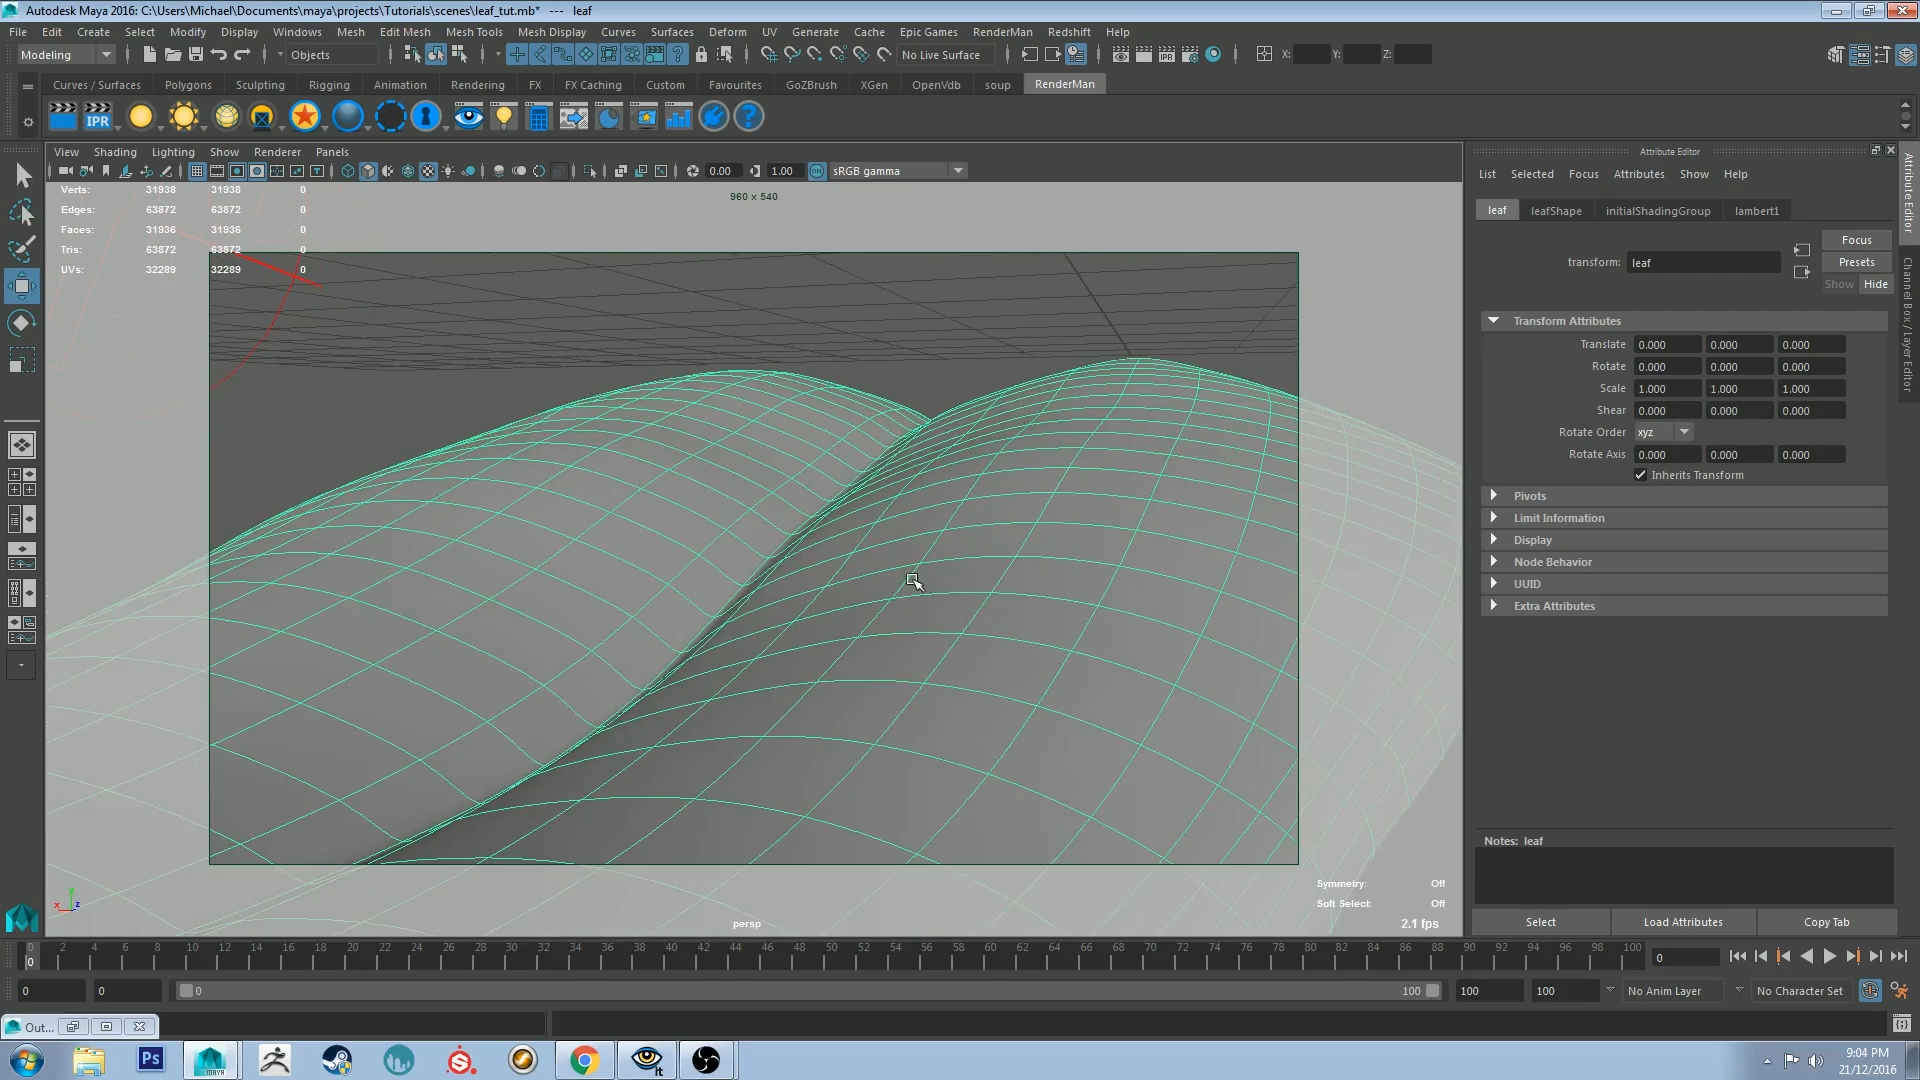 Autodesk Maya 2016: C:\Users\Michael\Documents\maya\projects\Tutorials\scenes\leaf_tut.mb* --- leaf
File Edit Create Select Modify Display Windows Mesh Edit Mesh Mesh Tools Mesh Display Curves Surfaces Deform UV Generate Cache Epic Games RenderMan Redshift Help
Modeling Objects No Live Surface X: Y: Z:
Curves / Surfaces Polygons Sculpting Rigging Animation Rendering FX FX Caching Custom Favourites GoZBrush XGen OpenVdb soup RenderMan
IPR
View Shading Lighting Show Renderer Panels
0.00 1.00 ON sRGB gamma
Verts: 31938 31938 0
Edges: 63872 63872 0
Faces: 31936 31936 0
Tris: 63872 63872 0
UVs: 32289 32289 0
960 x 540
Symmetry: Off
Soft Select: Off
2.1 fps
persp
y
x z
Attribute Editor
List Selected Focus Attributes Show Help
leaf leafShape initialShadingGroup lambert1
transform: leaf
Focus
Presets
Show Hide
Transform Attributes
Translate 0.000 0.000 0.000
Rotate 0.000 0.000 0.000
Scale 1.000 1.000 1.000
Shear 0.000 0.000 0.000
Rotate Order xyz
Rotate Axis 0.000 0.000 0.000
Inherits Transform
Pivots
Limit Information
Display
Node Behavior
UUID
Extra Attributes
Notes: leaf
Select Load Attributes Copy Tab
Attribute Editor
Channel Box / Layer Editor
0 2 4 6 8 10 12 14 16 18 20 22 24 26 28 30 32 34 36 38 40 42 44 46 48 50 52 54 56 58 60 62 64 66 68 70 72 74 76 78 80 82 84 86 88 90 92 94 96 98 100
0
0
0 0 0 100 100 100 No Anim Layer No Character Set
Out...
Ps MAYA it
9:04 PM
21/12/2016